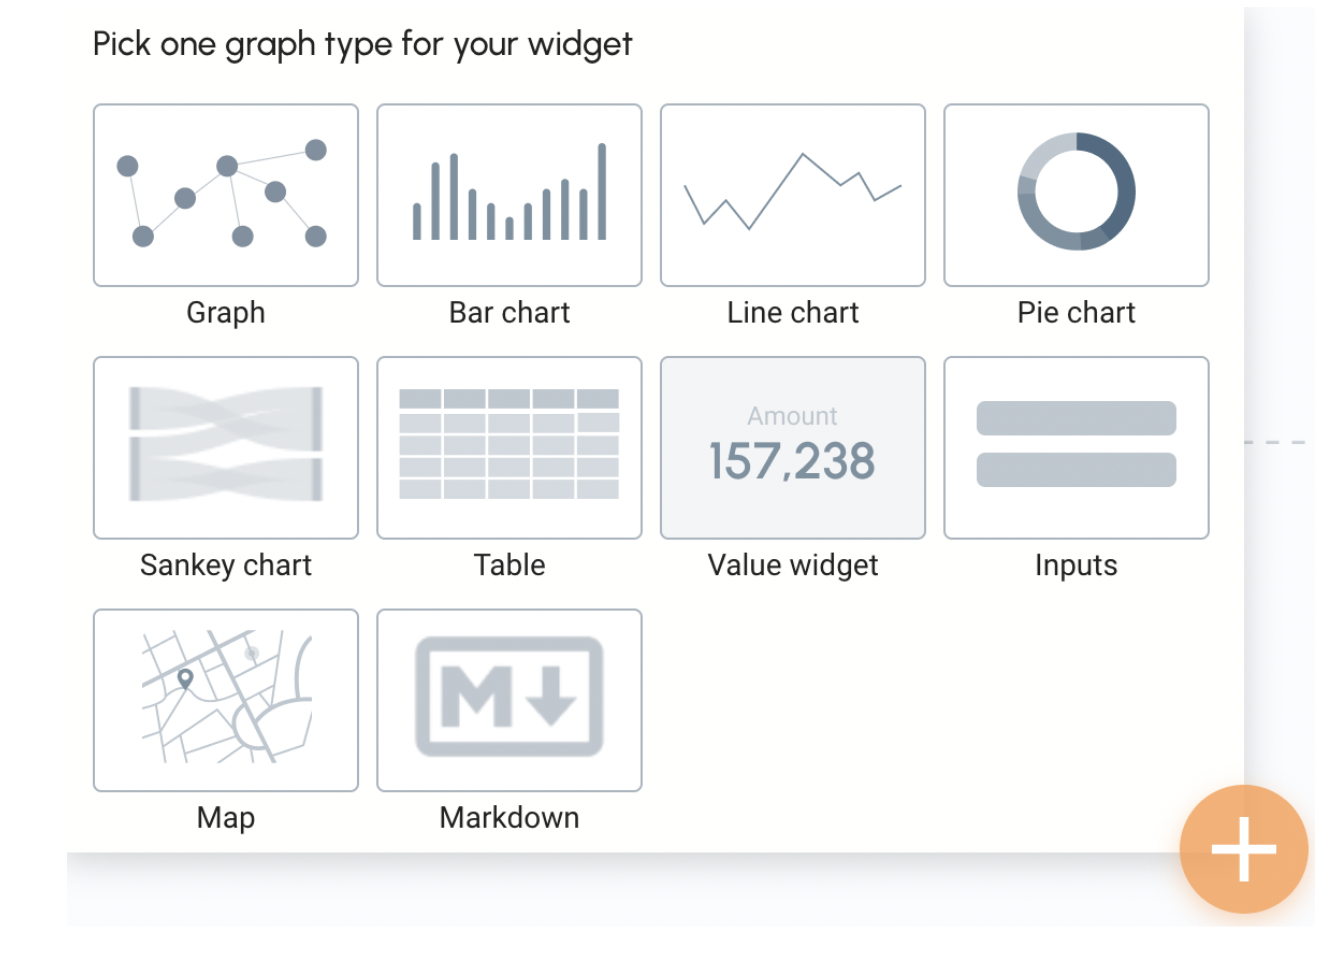 Pick one graph type for your widget
Graph
Bar chart
Line chart
Pie chart
Amount
157,238
Sankey chart
Table
Value widget
Inputs
M
Map
Markdown